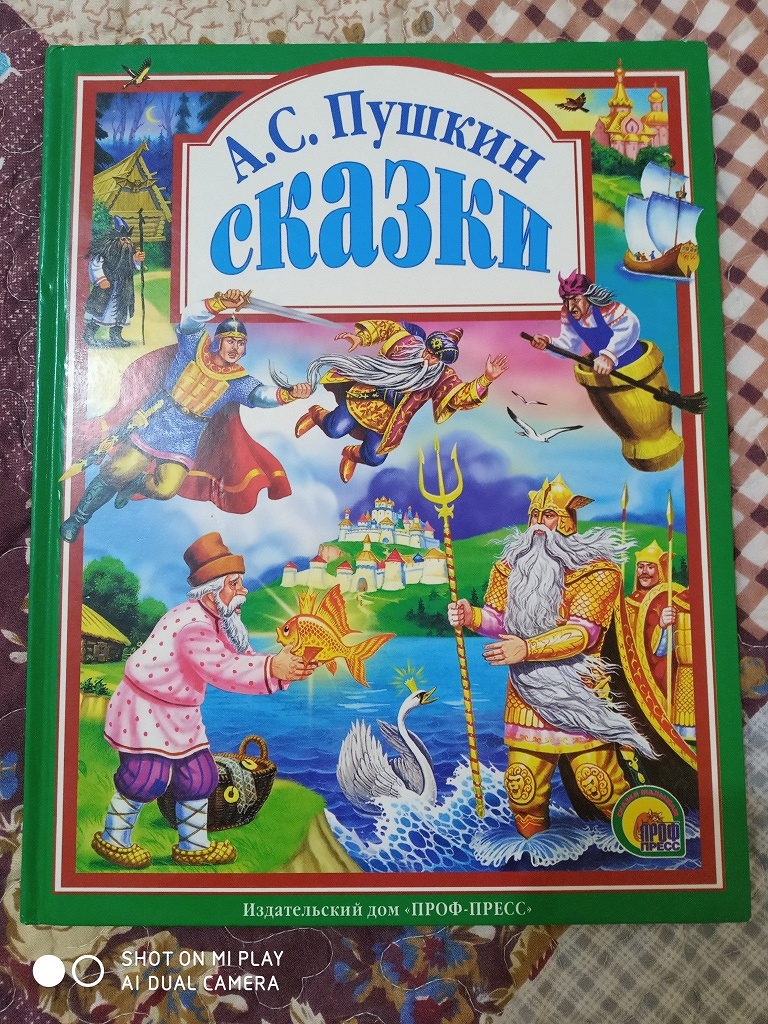 А.С. Пушкин
сказки
ПРОФ
ПРЕСС
Издательский дом «ПРОФ-ПРЕСС»
SHOT ON MI PLAY
AI DUAL CAMERA